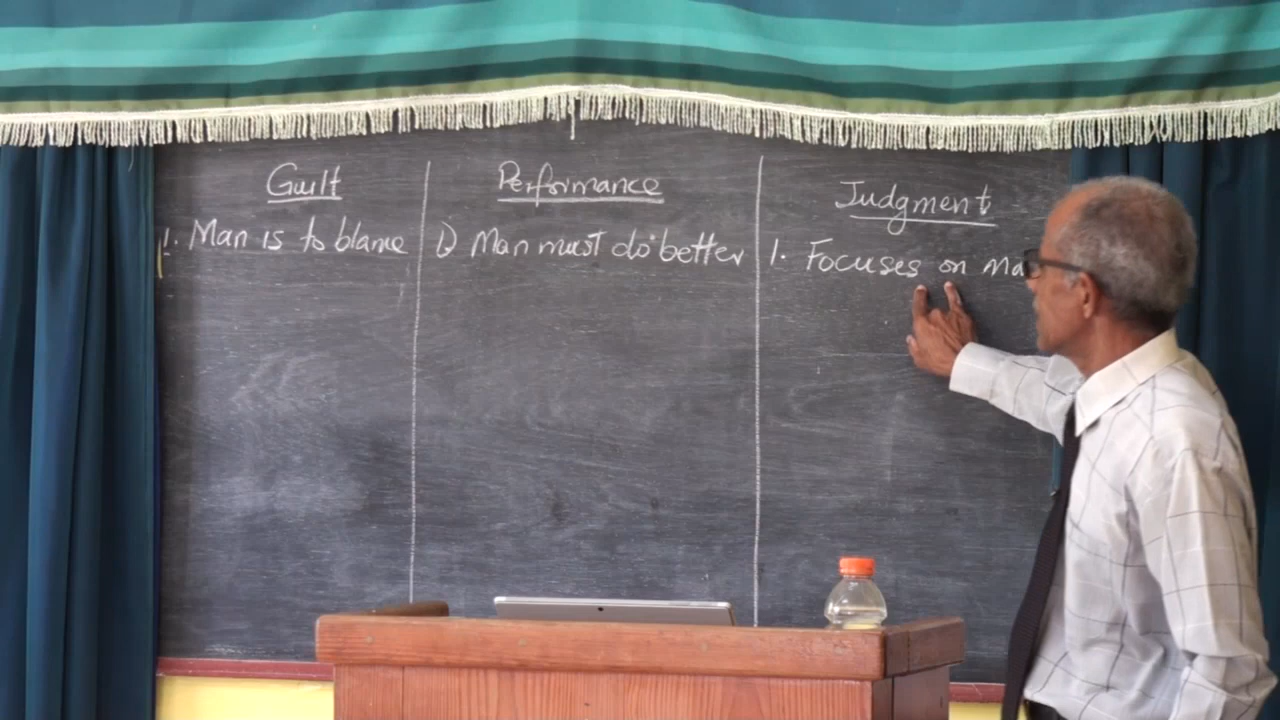 Guilt
1. Man is to blame
Performance
1) Man must do better
Judgment
1. Focuses on